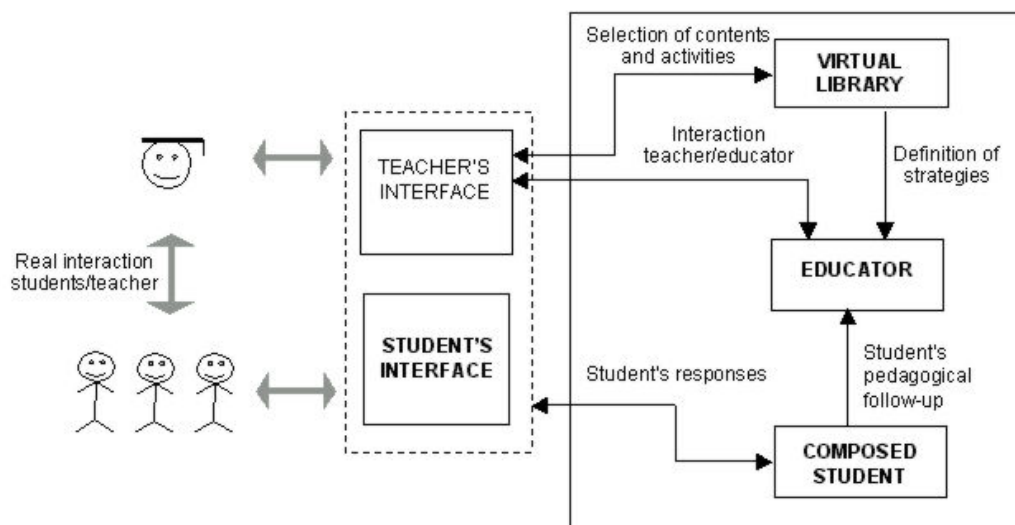 Selection of contents
and activities
VIRTUAL
LIBRARY
Interaction
teacher/educator
TEACHER'S
INTERFACE
Definition of
strategies
Real interaction
students/teacher
EDUCATOR
STUDENT'S
INTERFACE
Student's responses
Student's
pedagogical
follow-up
COMPOSED
STUDENT